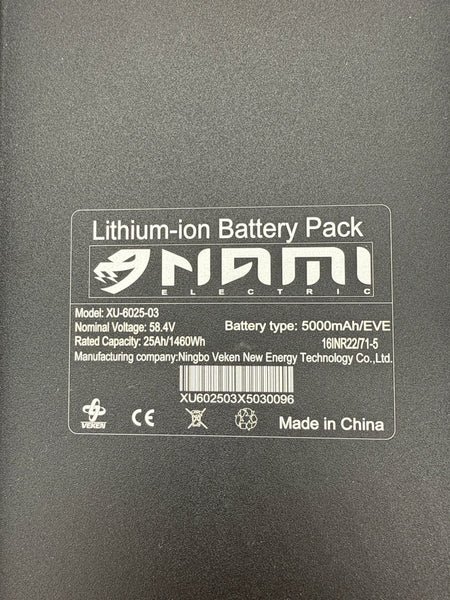 Lithium-ion Battery Pack
NAMI
ELECTRIC
Model: XU-6025-03
Nominal Voltage: 58.4V
Battery type: 5000mAh/EVE
Rated Capacity: 25Ah/1460Wh
16INR22/71-5
Manufacturing company:Ningbo Veken New Energy Technology Co.,Ltd.
XU602503X5030096
VEKEN
CE
Made in China